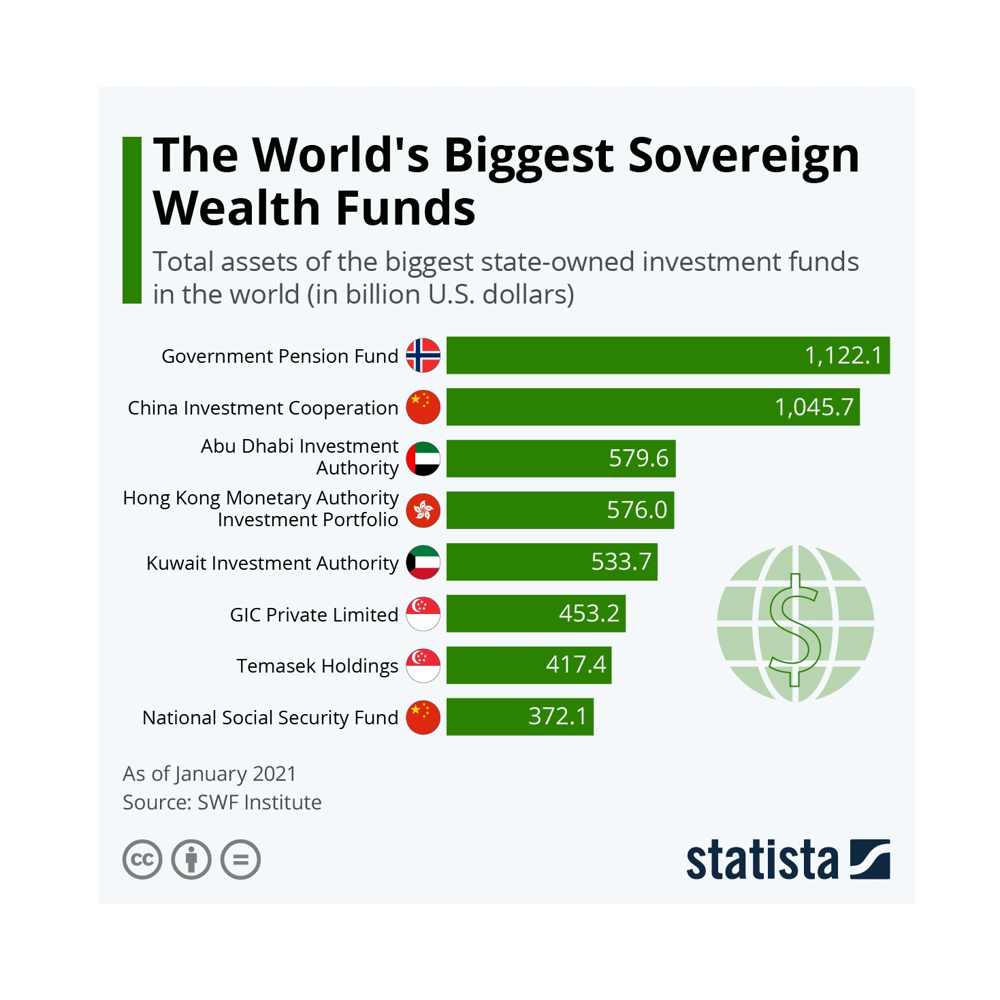 The World's Biggest Sovereign
Wealth Funds
Total assets of the biggest state-owned investment funds
in the world (in billion U.S. dollars)
Government Pension Fund 1,122.1
China Investment Cooperation 1,045.7
Abu Dhabi Investment
Authority 579.6
Hong Kong Monetary Authority
Investment Portfolio 576.0
Kuwait Investment Authority 533.7
GIC Private Limited 453.2
Temasek Holdings 417.4
National Social Security Fund 372.1
$
As of January 2021
Source: SWF Institute
cc =
statista